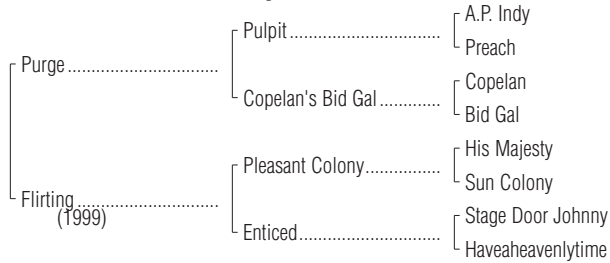 A.P. Indy
Pulpit
Preach
Purge
Copelan
Copelan's Bid Gal
Bid Gal
His Majesty
Pleasant Colony
Sun Colony
Flirting
(1999)
Stage Door Johnny
Enticed
Haveaheavenlytime